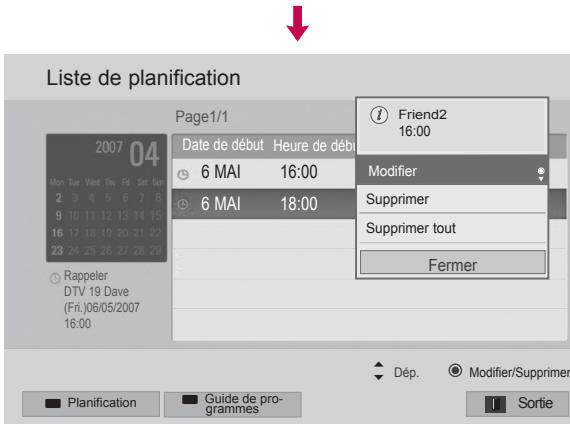 Liste de planification
Page1/1
Friend2
16:00
2007 04
Date de début Heure de débu
Mon Tue Wed Thu Fri Sat Sun
2 3 4 5 6 7 8
9 10 11 12 13 14 15
16 17 18 19 20 21 22
23 24 25 26 27 28 29
6 MAI 16:00
6 MAI 18:00
Modifier
Supprimer
Supprimer tout
Fermer
Rappeler
DTV 19 Dave
(Fri.)06/05/2007
16:00
Dép. Modifier/Supprimer
Planification
Guide de pro-
grammes
Sortie